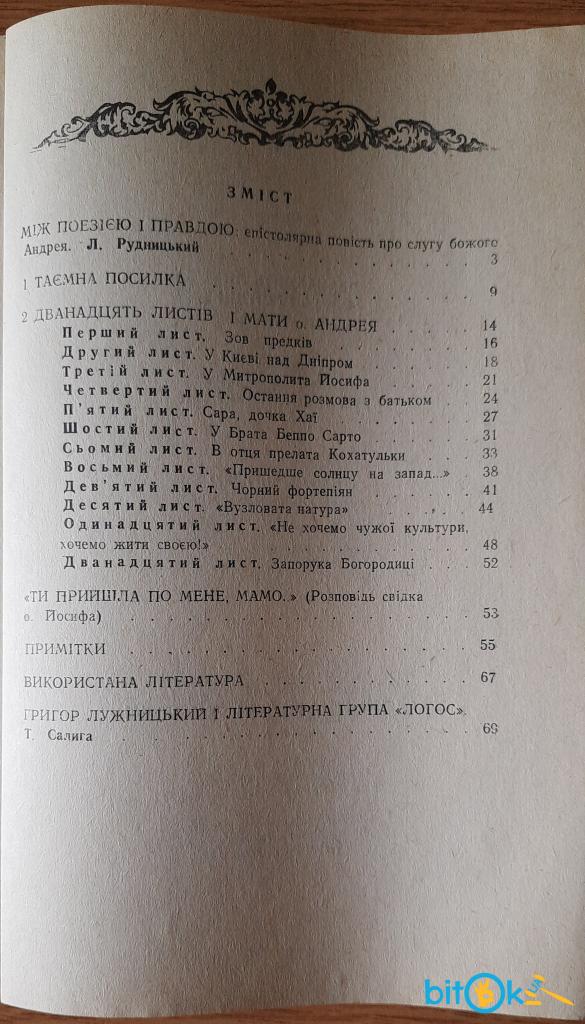 ЗМІСТ
МІЖ ПОЕЗІЄЮ І ПРАВДОЮ: епістолярна повість про слугу божого
Андрея. Л. Рудницький . . . . . . . . . . . 3
1 ТАЄМНА ПОСИЛКА . . . . . . . . . . . 9
2 ДВАНАДЦЯТЬ ЛИСТІВ І МАТИ о. АНДРЕЯ . . . . . 14
Перший лист. Зов предків . . . . . . . 16
Другий лист. У Києві над Дніпром . . . . . 18
Третій лист. У Митрополита Йосифа . . . . . 21
Четвертий лист. Остання розмова з батьком . . 24
П'ятий лист. Сара, дочка Хаї . . . . . . 27
Шостий лист. У Брата Беппо Сарто . . . . . 31
Сьомий лист. В отця прелата Кохатульки . . . 33
Восьмий лист. «Пришедше солнцу на запад...» . 38
Дев'ятий лист. Чорний фортепіян . . . . . 41
Десятий лист. «Вузловата натура» . . . . . 44
Одинадцятий лист. «Не хочемо чужої культури,
хочемо жити своєю!» . . . . . . . . . 48
Дванадцятий лист. Запорука Богородиці . . . 52
«ТИ ПРИЙШЛА ПО МЕНЕ, МАМО.» (Розповідь свідка
о. Йосифа) . . . . . . . . . . . . . 53
ПРИМІТКИ . . . . . . . . . . . . . 55
ВИКОРИСТАНА ЛІТЕРАТУРА . . . . . . . . . 67
ГРИГОР ЛУЖНИЦЬКИЙ І ЛІТЕРАТУРНА ГРУПА «ЛОГОС».
Т. Салига . . . . . . . . . . . . . 69
bitok.ua